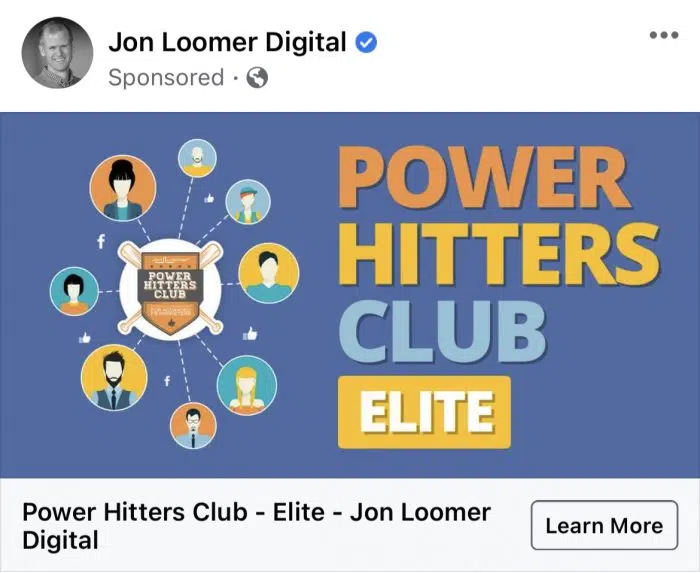 Jon Loomer Digital
Sponsored ·
POWER
HITTERS
CLUB
ELITE
POWER
HITTERS
CLUB
Power Hitters Club - Elite - Jon Loomer
Digital
Learn More